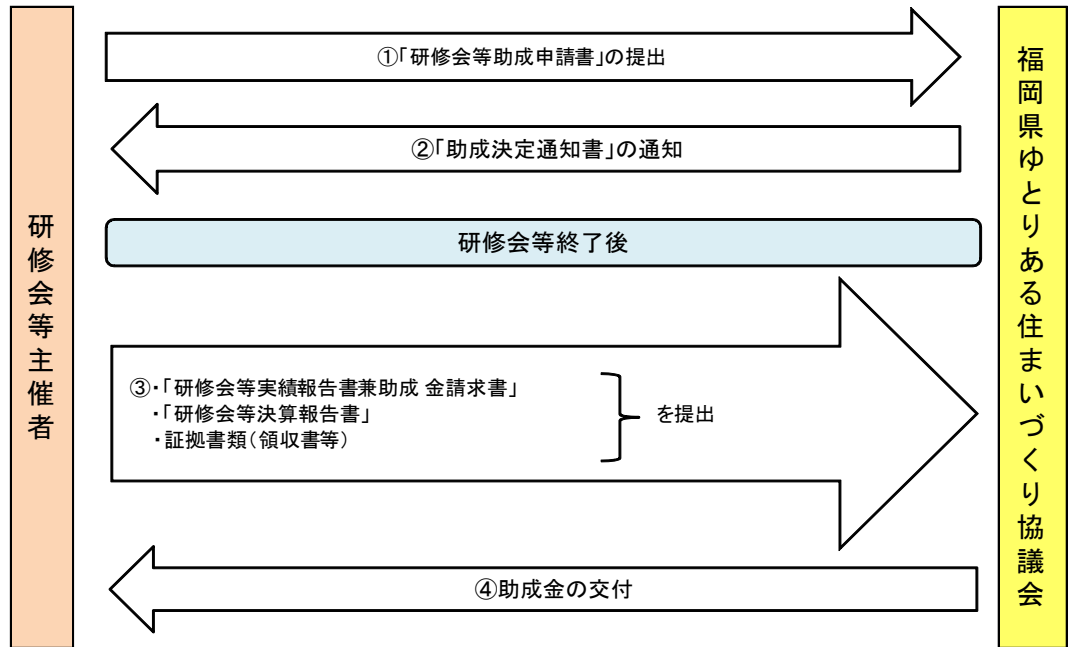 研修会等主催者
①「研修会等助成申請書」の提出
②「助成決定通知書」の通知
研修会等終了後
③・「研修会等実績報告書兼助成 金請求書」
・「研修会等決算報告書」
・証拠書類（領収書等）
を提出
④助成金の交付
福岡県ゆとりある住まいづくり協議会